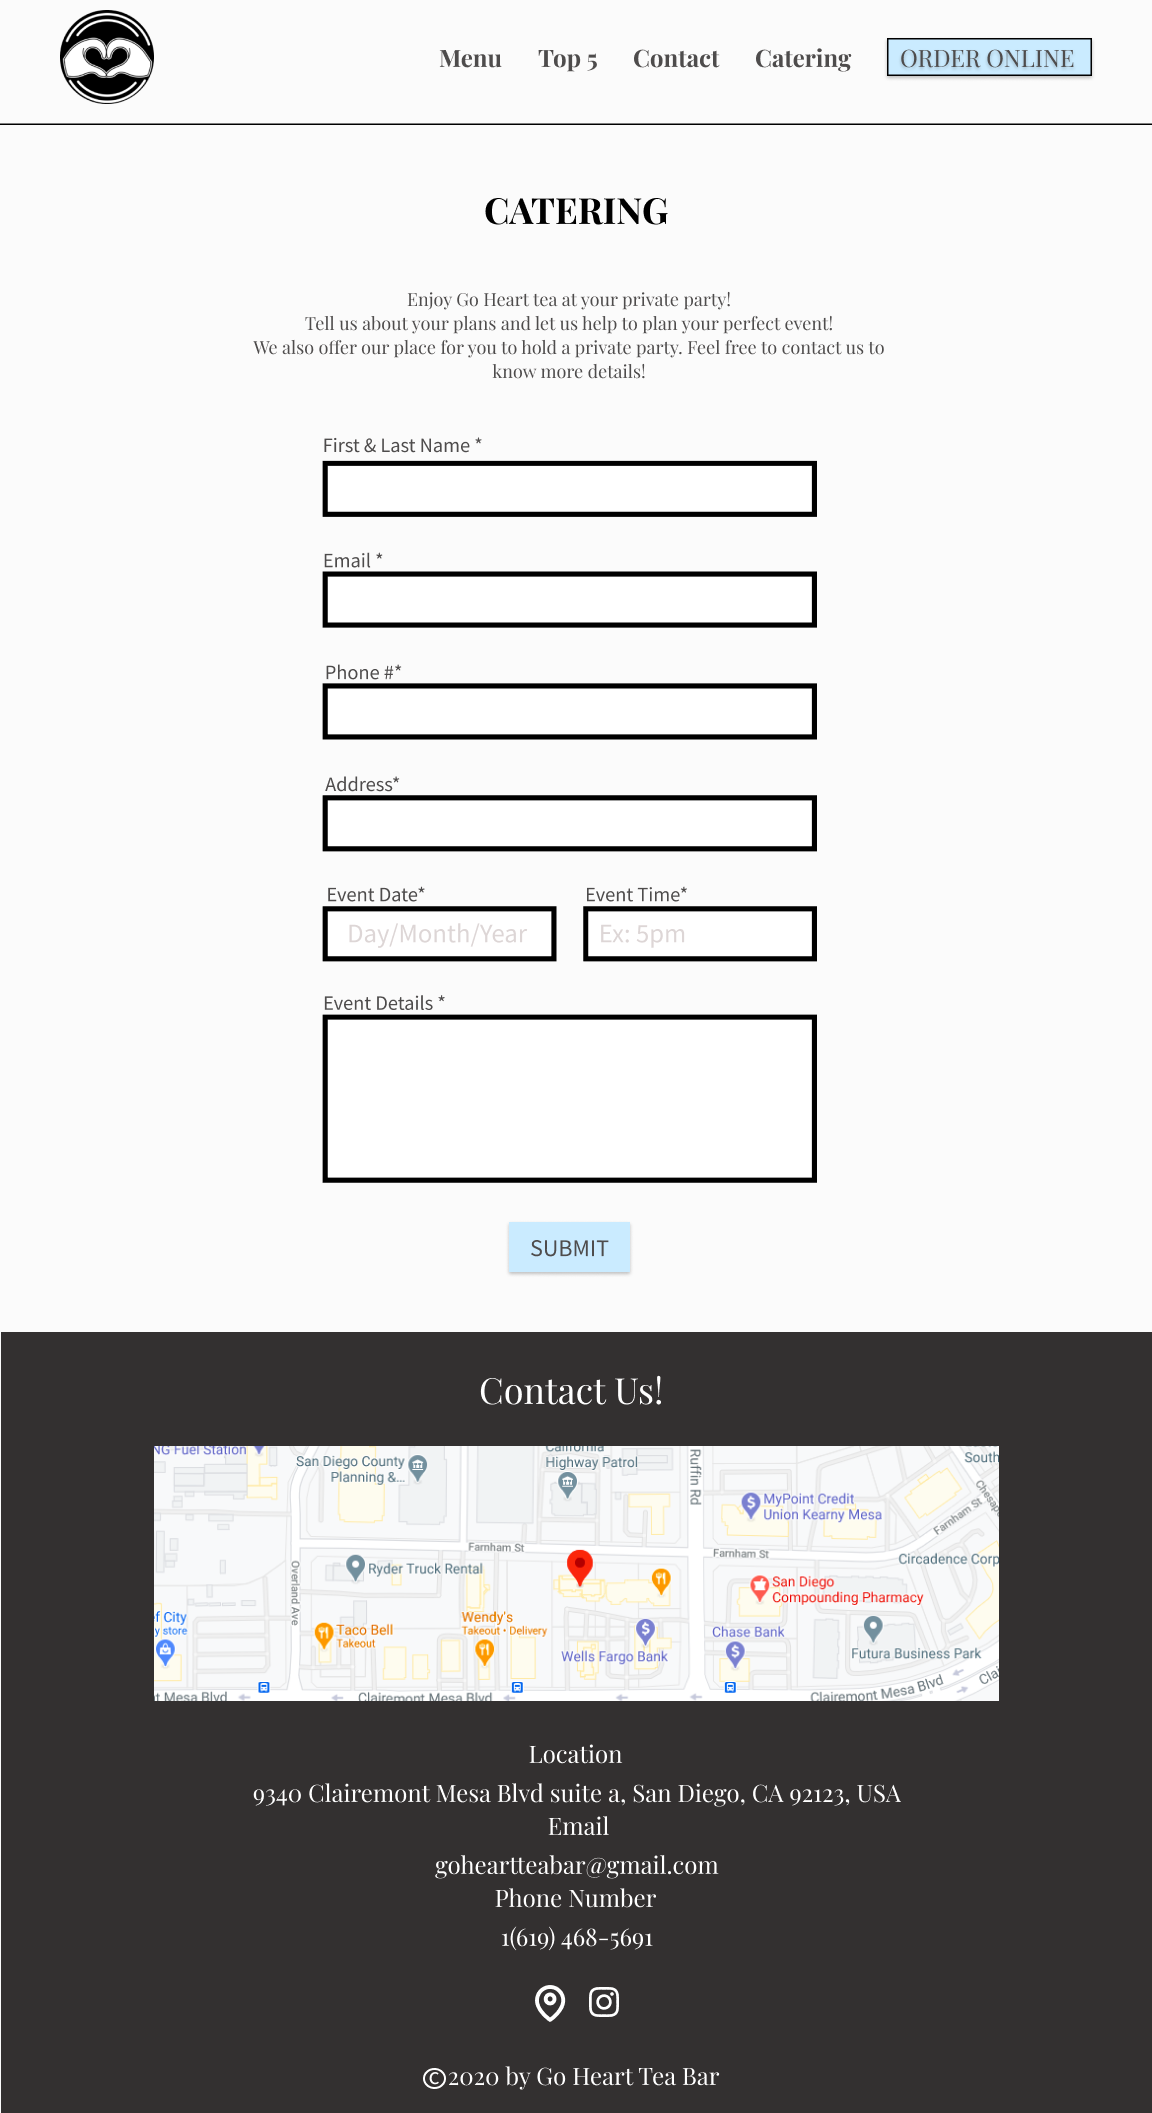 Menu Top 5 Contact Catering ORDER ONLINE
CATERING
Enjoy Go Heart tea at your private party!
Tell us about your plans and let us help to plan your perfect event!
We also offer our place for you to hold a private party. Feel free to contact us to
know more details!
First & Last Name *
Email *
Phone #*
Address*
Event Date* Event Time*
Day/Month/Year Ex: 5pm
Event Details *
SUBMIT
Contact Us!
NG Fuel Station
San Diego County
Planning &...
California
Highway Patrol
Ruffin Rd
South
MyPoint Credit
Union Kearny Mesa
Chesap
Farnham St
Farnham St
Farnham St
Circadence Corp
Overland Ave
Ryder Truck Rental
San Diego
Compounding Pharmacy
of City
y store
Taco Bell
Takeout
Wendy's
Takeout • Delivery
Wells Fargo Bank
Chase Bank
Futura Business Park
nt Mesa Blvd
Clairemont Mesa Blvd
Clairemont Mesa Blvd
Clai
Location
9340 Clairemont Mesa Blvd suite a, San Diego, CA 92123, USA
Email
goheartteabar@gmail.com
Phone Number
1(619) 468-5691
©2020 by Go Heart Tea Bar